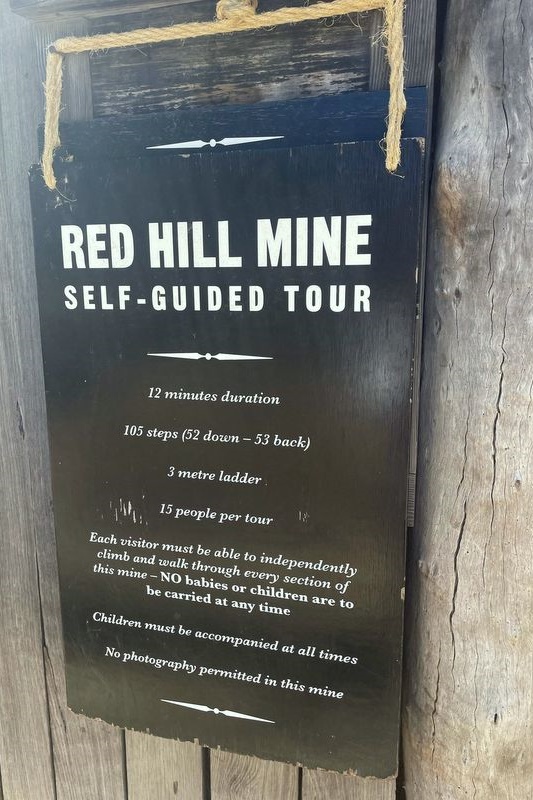 RED HILL MINE
SELF-GUIDED TOUR
12 minutes duration
105 steps (52 down – 53 back)
3 metre ladder
15 people per tour
Each visitor must be able to independently
climb and walk through every section of
this mine – NO babies or children are to
be carried at any time
Children must be accompanied at all times
No photography permitted in this mine